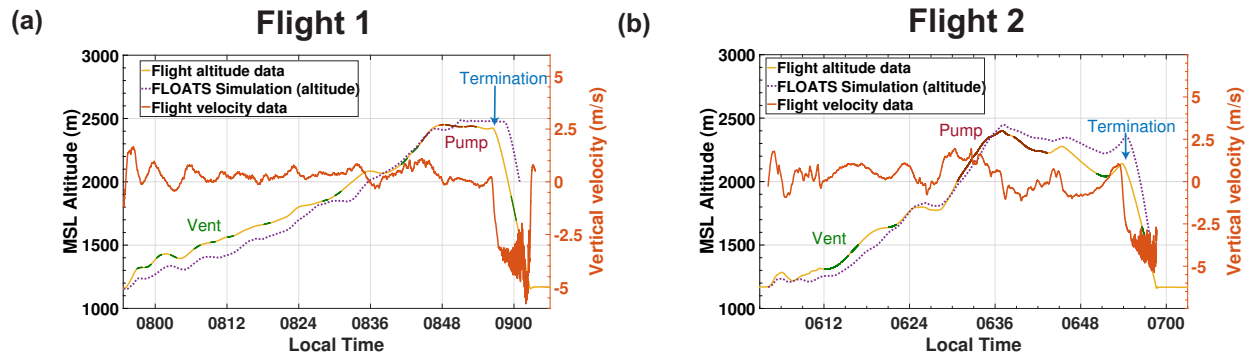 (a)
Flight 1
3000
2500
2000
1500
1000
MSL Altitude (m)
Flight altitude data
FLOATS Simulation (altitude)
Flight velocity data
Termination
Pump
Vent
5
2.5
0
-2.5
-5
Vertical velocity (m/s)
0800 0812 0824 0836 0848 0900
Local Time
(b)
Flight 2
3000
2500
2000
1500
1000
MSL Altitude (m)
Flight altitude data
FLOATS Simulation (altitude)
Flight velocity data
Pump
Termination
Vent
5
2
0
-2
-5
Vertical velocity (m/s)
0612 0624 0636 0648 0700
Local Time